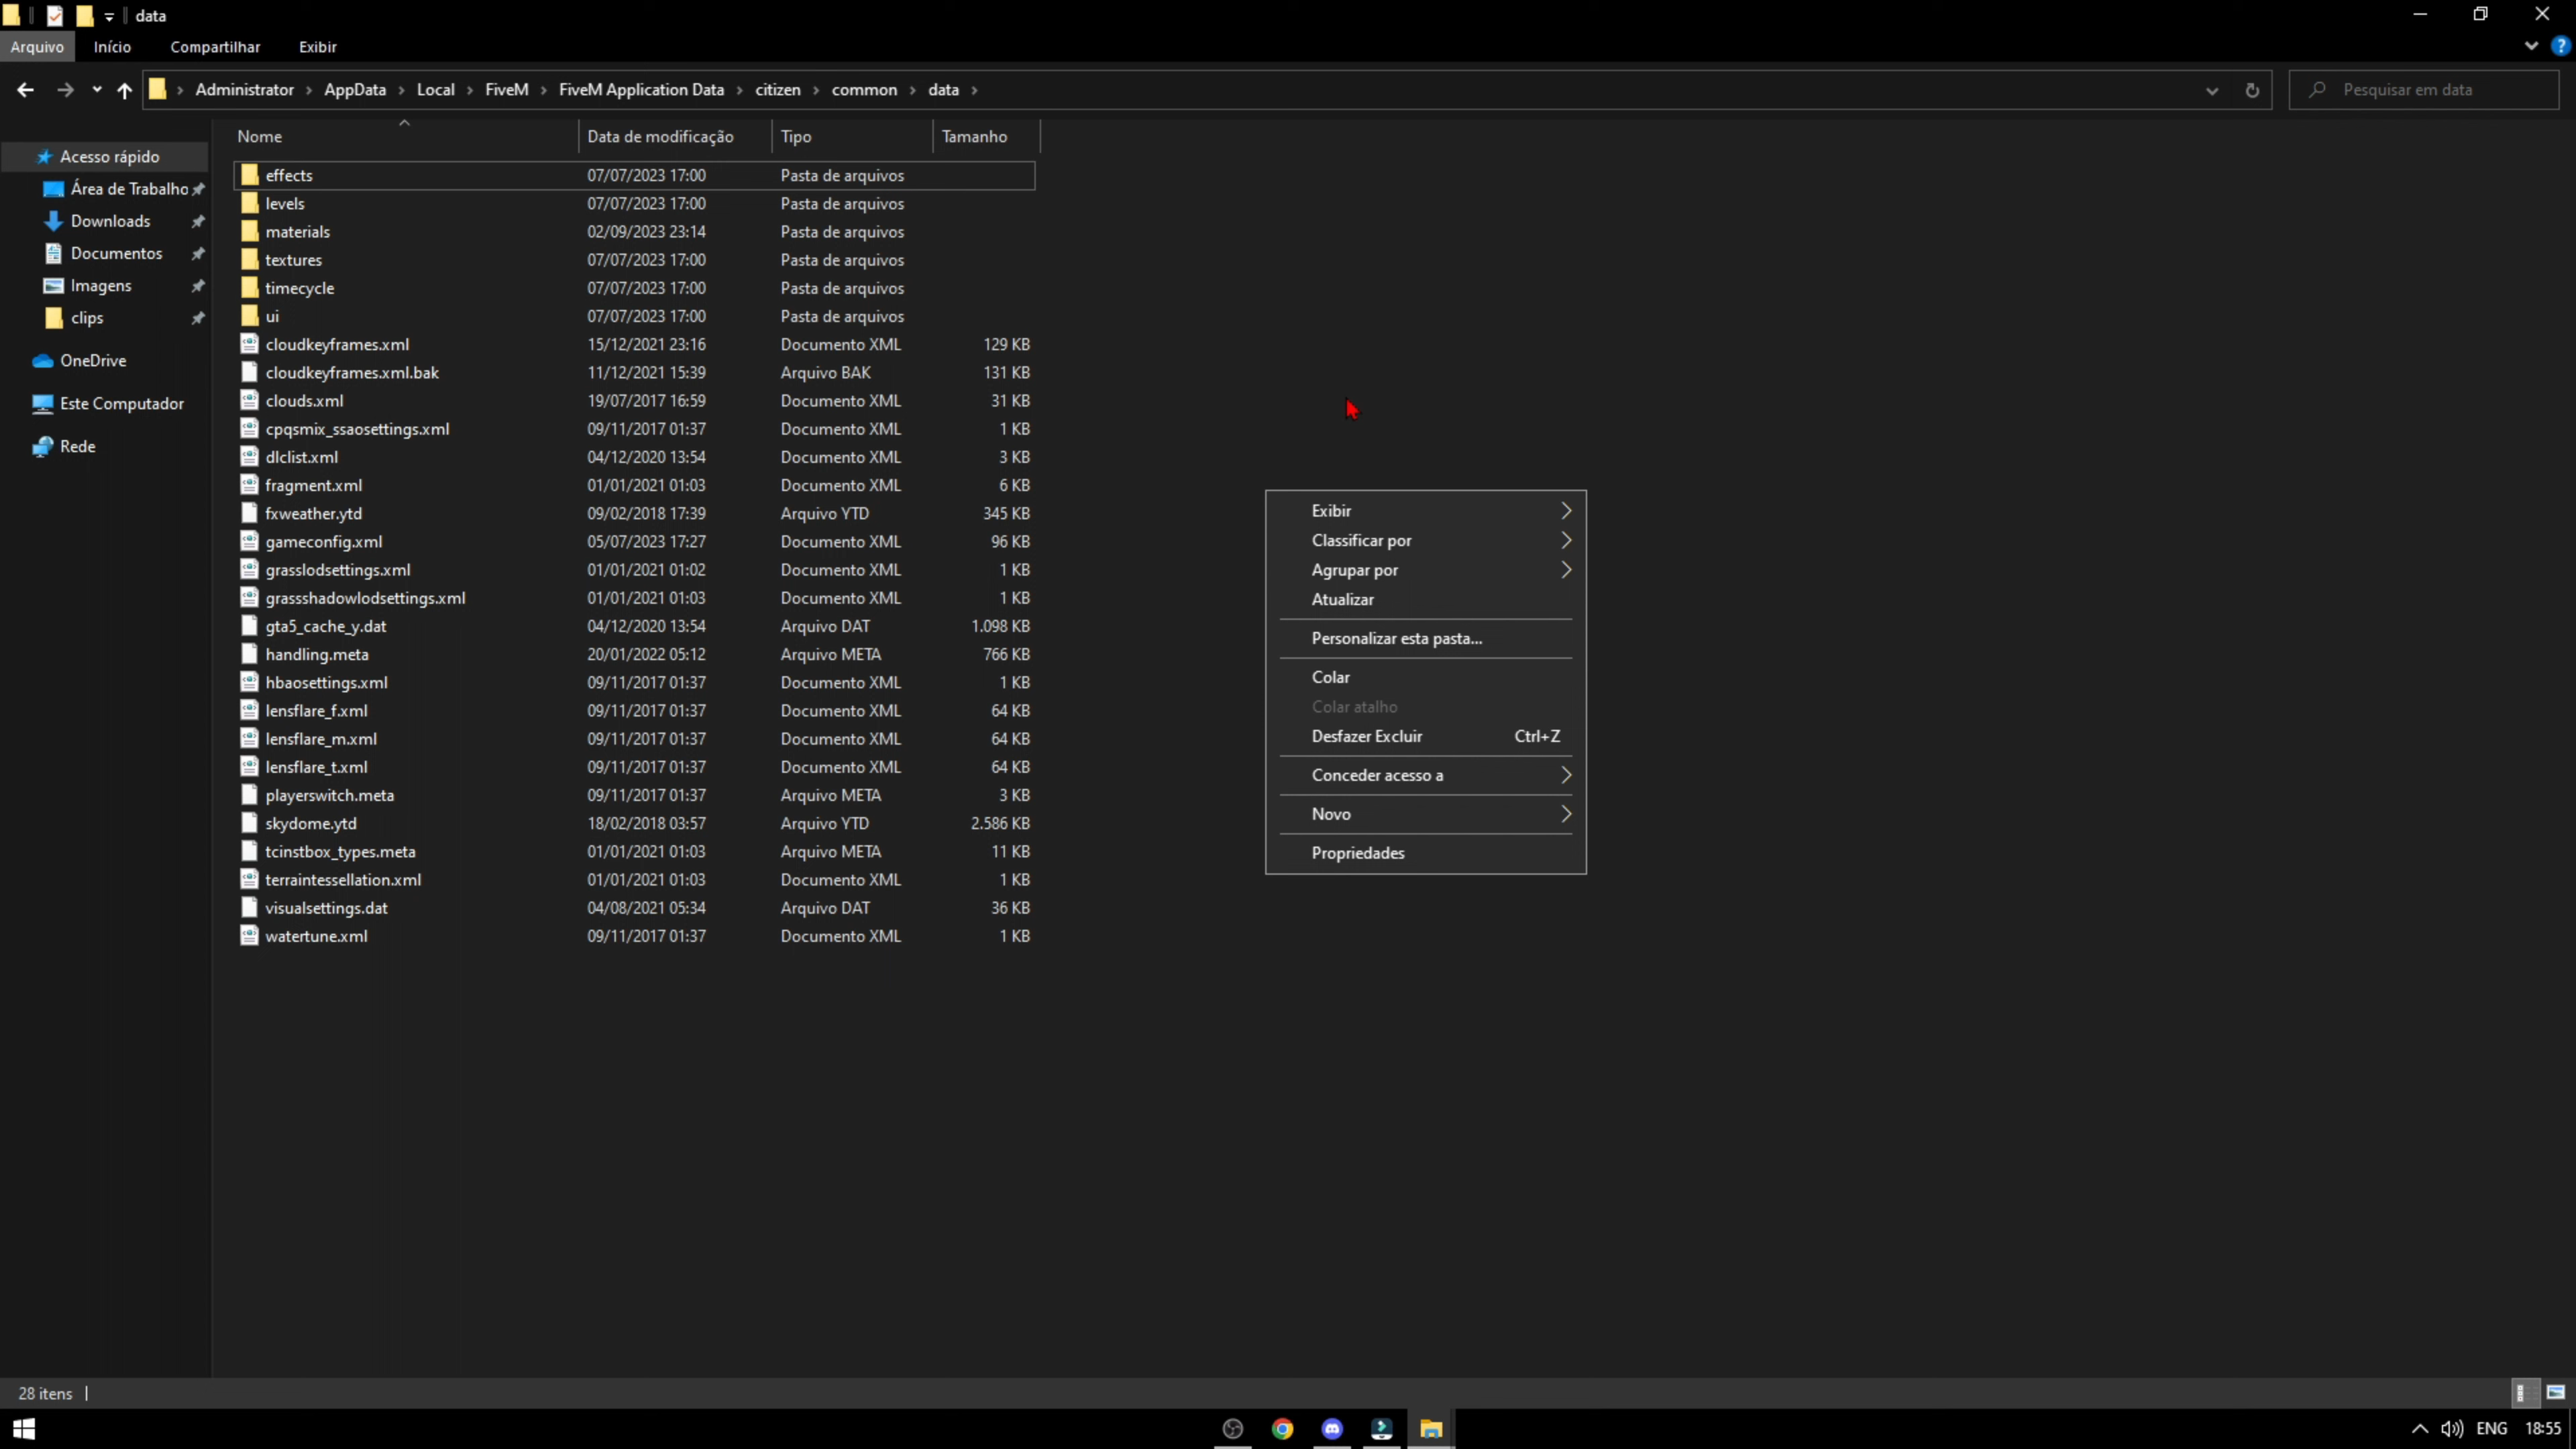 data
Arquivo Início Compartilhar Exibir
Administrator AppData Local FiveM FiveM Application Data citizen common data Pesquisar em data
Nome Data de modificação Tipo Tamanho
Acesso rápido
Área de Trabalho
Downloads
Documentos
Imagens
clips
OneDrive
Este Computador
Rede
effects 07/07/2023 17:00 Pasta de arquivos
levels 07/07/2023 17:00 Pasta de arquivos
materials 02/09/2023 23:14 Pasta de arquivos
textures 07/07/2023 17:00 Pasta de arquivos
timecycle 07/07/2023 17:00 Pasta de arquivos
ui 07/07/2023 17:00 Pasta de arquivos
cloudkeyframes.xml 15/12/2021 23:16 Documento XML 129 KB
cloudkeyframes.xml.bak 11/12/2021 15:39 Arquivo BAK 131 KB
clouds.xml 19/07/2017 16:59 Documento XML 31 KB
cpqsmix_ssaosettings.xml 09/11/2017 01:37 Documento XML 1 KB
dlclist.xml 04/12/2020 13:54 Documento XML 3 KB
fragment.xml 01/01/2021 01:03 Documento XML 6 KB
fxweather.ytd 09/02/2018 17:39 Arquivo YTD 345 KB
gameconfig.xml 05/07/2023 17:27 Documento XML 96 KB
grasslodsettings.xml 01/01/2021 01:02 Documento XML 1 KB
grassshadowlodsettings.xml 01/01/2021 01:03 Documento XML 1 KB
gta5_cache_y.dat 04/12/2020 13:54 Arquivo DAT 1.098 KB
handling.meta 20/01/2022 05:12 Arquivo META 766 KB
hbaosettings.xml 09/11/2017 01:37 Documento XML 1 KB
lensflare_f.xml 09/11/2017 01:37 Documento XML 64 KB
lensflare_m.xml 09/11/2017 01:37 Documento XML 64 KB
lensflare_t.xml 09/11/2017 01:37 Documento XML 64 KB
playerswitch.meta 09/11/2017 01:37 Arquivo META 3 KB
skydome.ytd 18/02/2018 03:57 Arquivo YTD 2.586 KB
tcinstbox_types.meta 01/01/2021 01:03 Arquivo META 11 KB
terraintessellation.xml 01/01/2021 01:03 Documento XML 1 KB
visualsettings.dat 04/08/2021 05:34 Arquivo DAT 36 KB
watertune.xml 09/11/2017 01:37 Documento XML 1 KB
Exibir
Classificar por
Agrupar por
Atualizar
Personalizar esta pasta...
Colar
Colar atalho
Desfazer Excluir Ctrl+Z
Conceder acesso a
Novo
Propriedades
28 itens
ENG 18:55